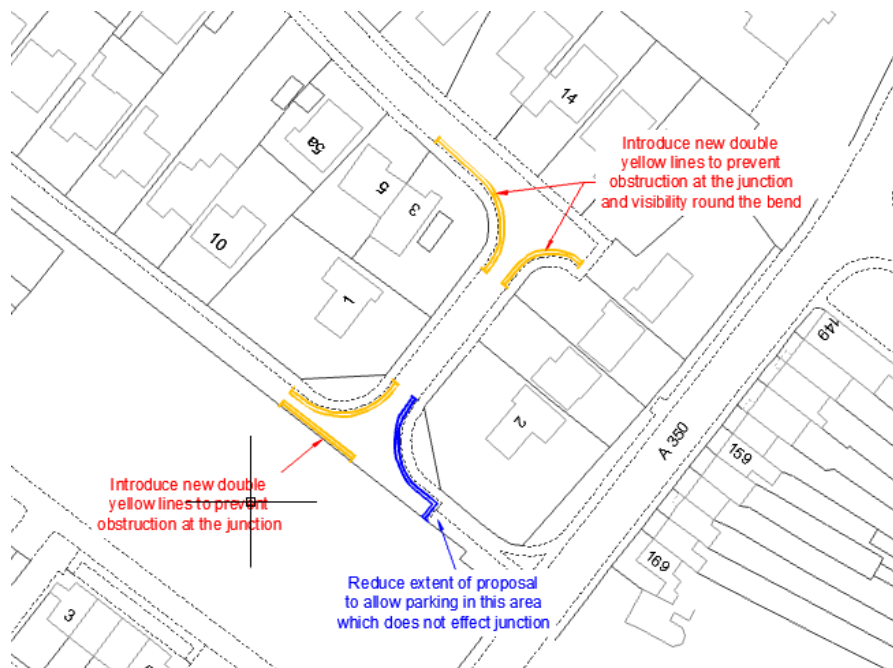 14
Introduce new double
yellow lines to prevent
obstruction at the junction
and visibility round the bend
5a
5
3
10
1
149
2
A 350
159
Introduce new double
yellow lines to prevent
obstruction at the junction
169
Reduce extent of proposal
to allow parking in this area
which does not effect junction
3